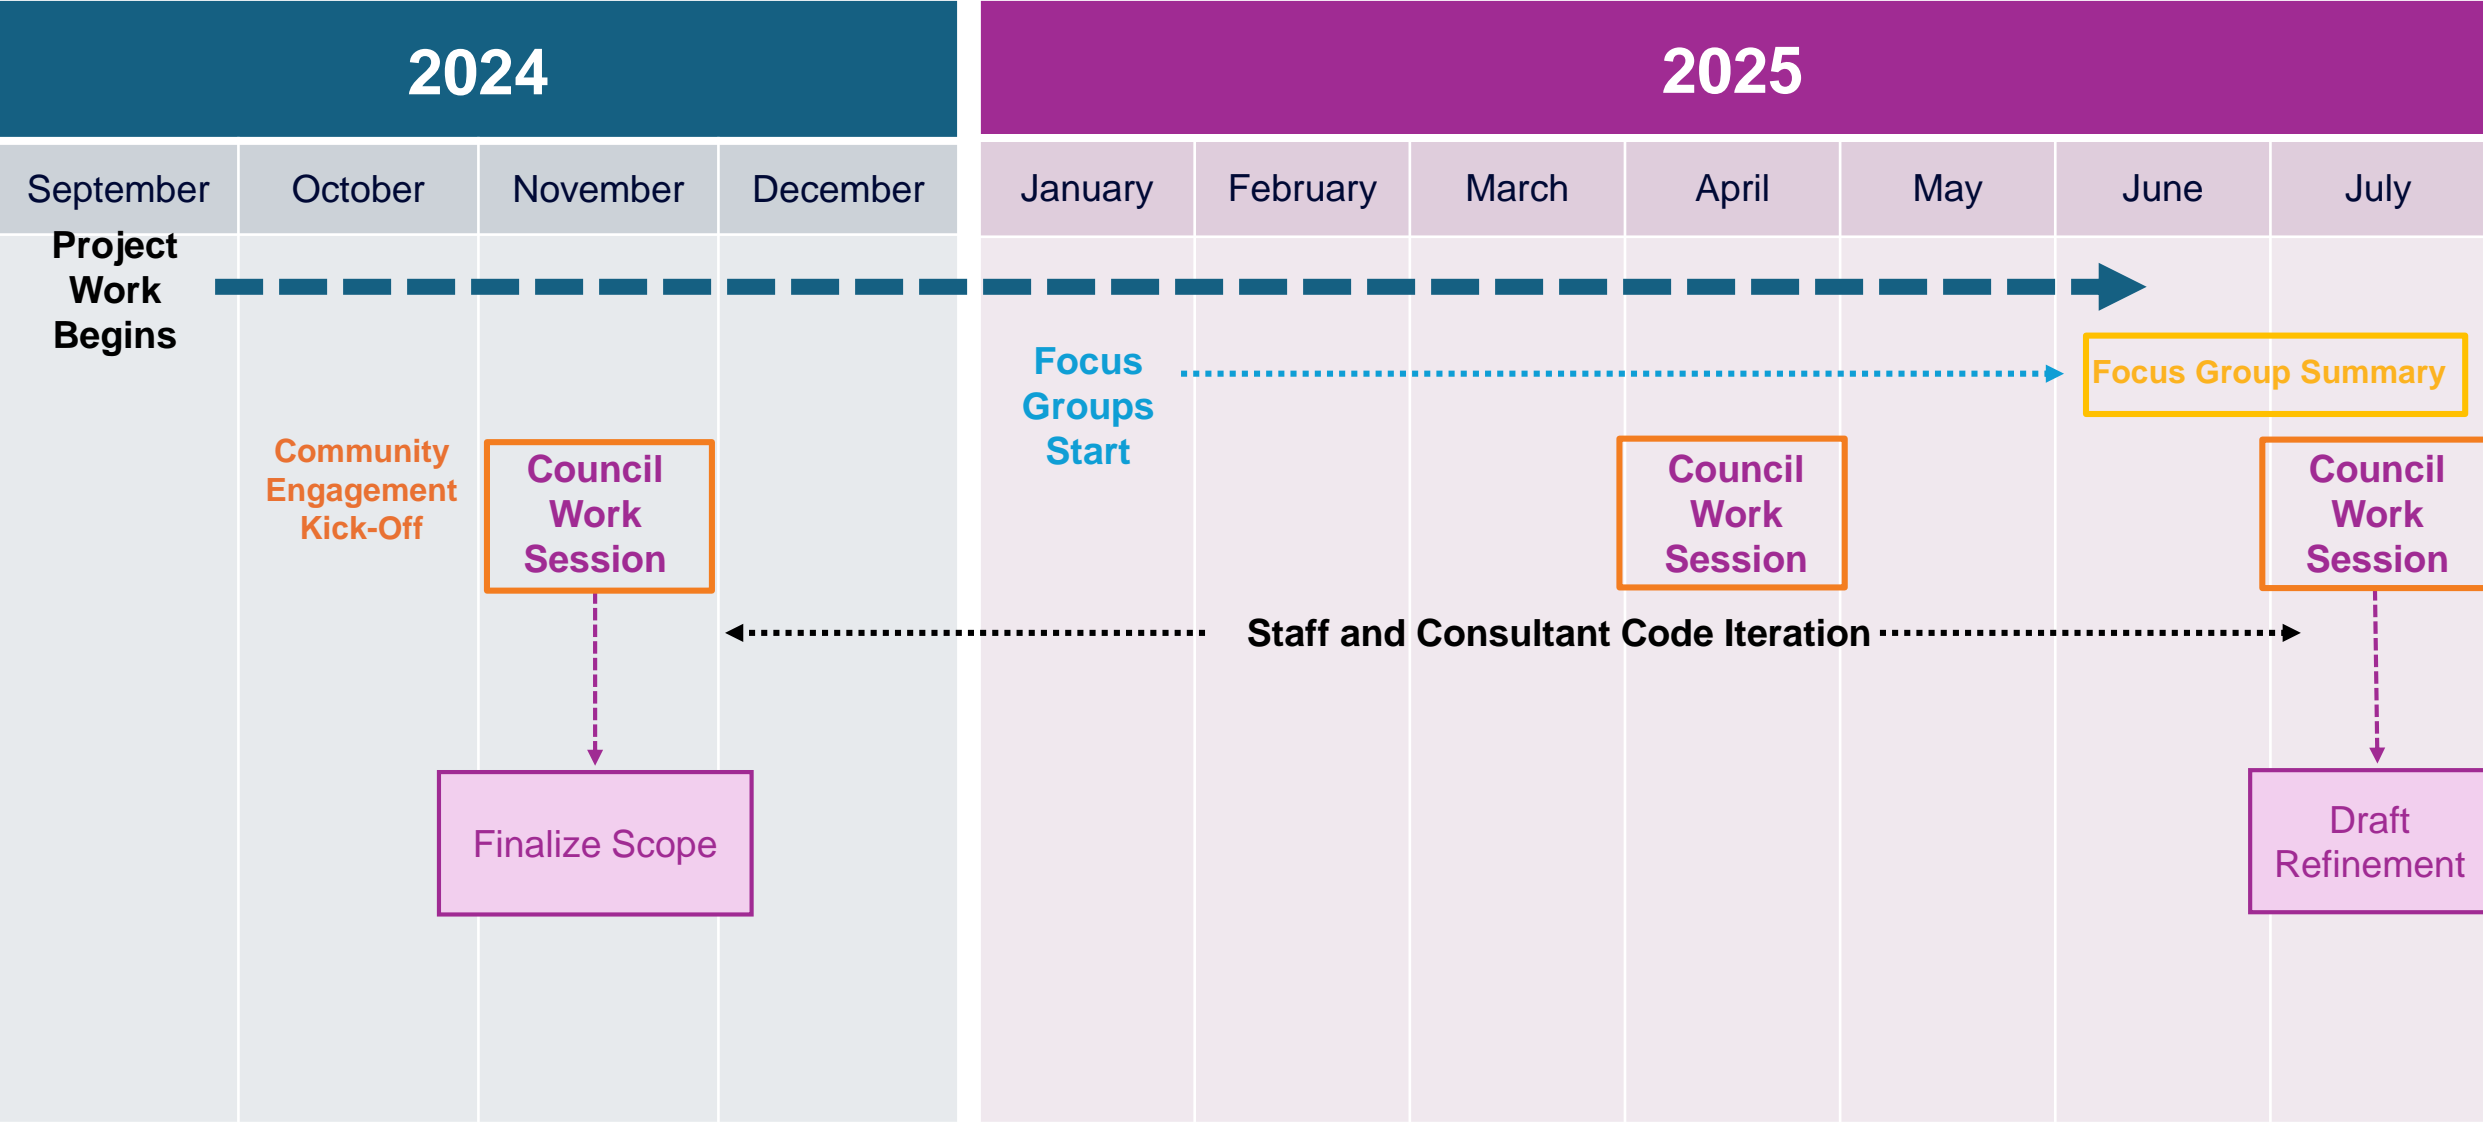 2024
2025
September
October
November
December
January
February
March
April
May
June
July
Project
Work
Begins
Focus
Groups
Start
Focus Group Summary
Community
Engagement
Kick-Off
Council
Work
Session
Council
Work
Session
Council
Work
Session
Staff and Consultant Code Iteration
Finalize Scope
Draft
Refinement